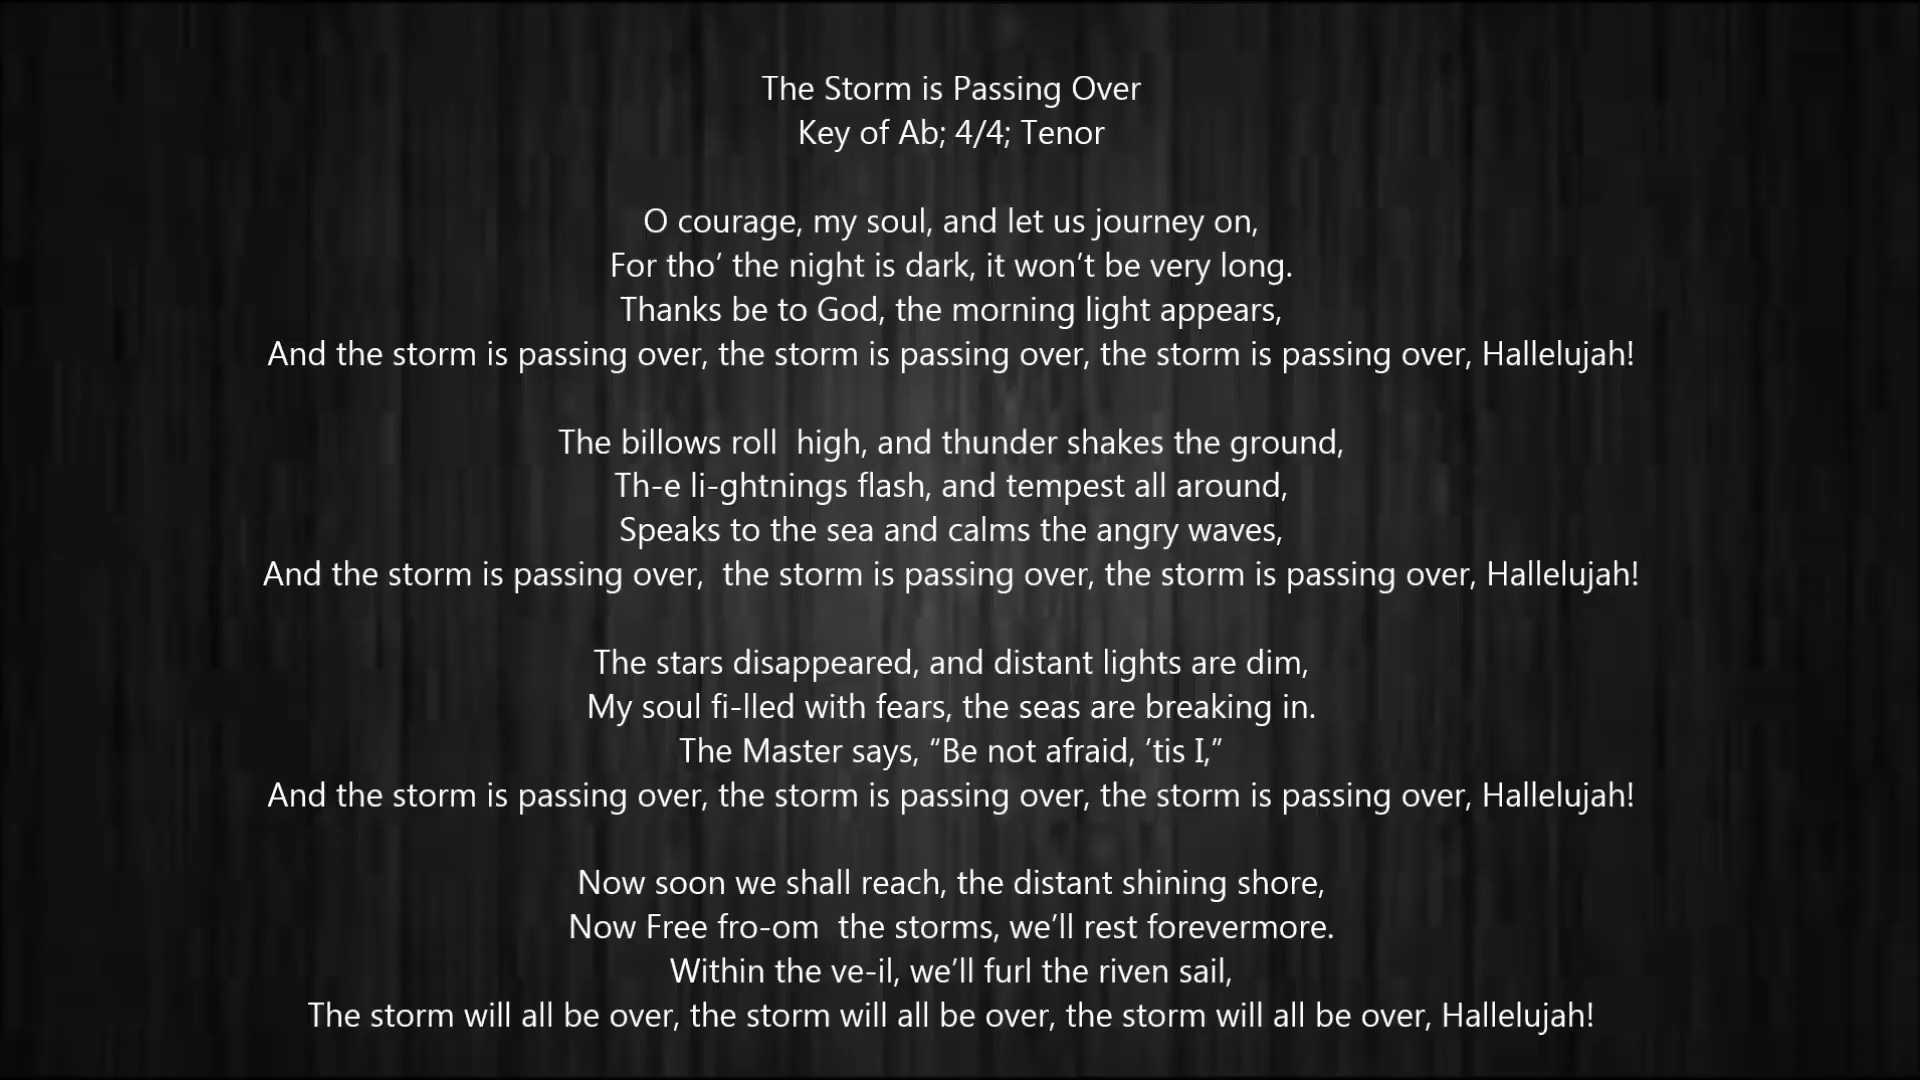 The Storm is Passing Over
Key of Ab; 4/4; Tenor
O courage, my soul, and let us journey on,
For tho’ the night is dark, it won’t be very long.
Thanks be to God, the morning light appears,
And the storm is passing over, the storm is passing over, the storm is passing over, Hallelujah!
The billows roll  high, and thunder shakes the ground,
Th-e li-ghtnings flash, and tempest all around,
Speaks to the sea and calms the angry waves,
And the storm is passing over,  the storm is passing over, the storm is passing over, Hallelujah!
The stars disappeared, and distant lights are dim,
My soul fi-lled with fears, the seas are breaking in.
The Master says, “Be not afraid, ’tis I,”
And the storm is passing over, the storm is passing over, the storm is passing over, Hallelujah!
Now soon we shall reach, the distant shining shore,
Now Free fro-om  the storms, we’ll rest forevermore.
Within the ve-il, we’ll furl the riven sail,
The storm will all be over, the storm will all be over, the storm will all be over, Hallelujah!